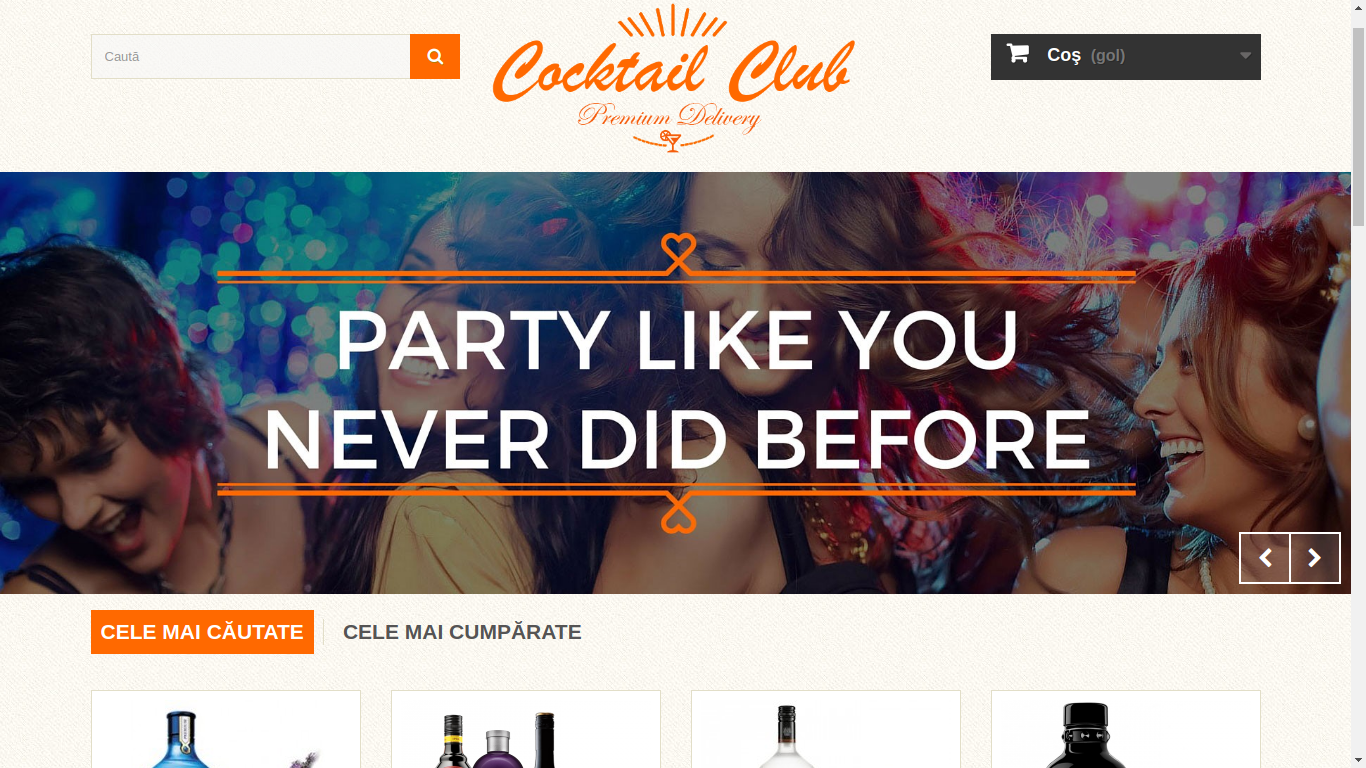 Caută
Cocktail Club
Premium Delivery
Coş (gol)
PARTY LIKE YOU
NEVER DID BEFORE
CELE MAI CĂUTATE
CELE MAI CUMPĂRATE